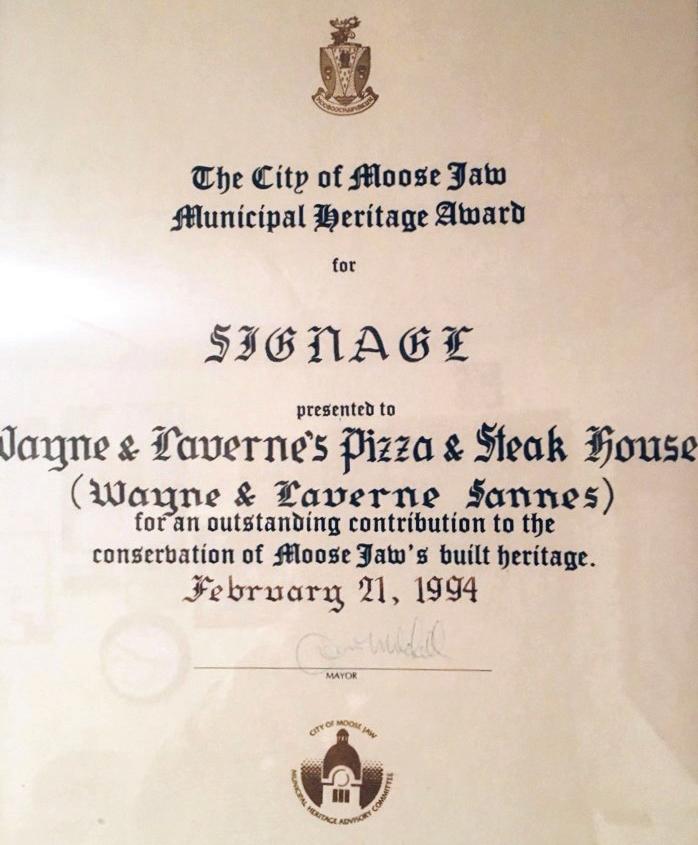 The City of Moose Jaw
Municipal Heritage Award
for
SIGNAGE
presented to
Wayne & Laverne's Pizza & Steak House
(Wayne & Laverne Sannes)
for an outstanding contribution to the
conservation of Moose Jaw's built heritage.
February 21, 1994
MAYOR
CITY OF MOOSE JAW
MUNICIPAL HERITAGE ADVISORY COMMITTEE